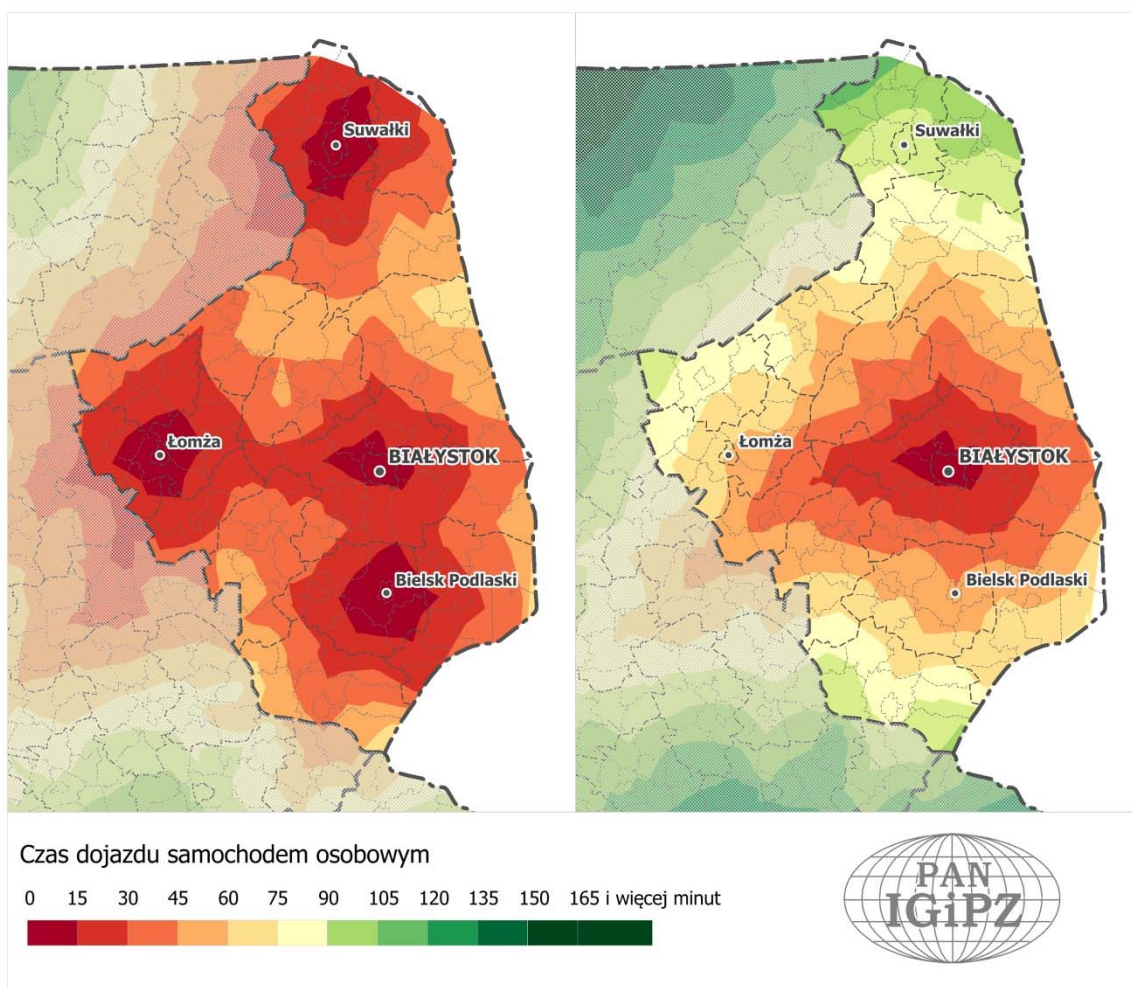 Suwałki
Łomża
BIAŁYSTOK
Bielsk Podlaski
Suwałki
Łomża
BIAŁYSTOK
Bielsk Podlaski
Czas dojazdu samochodem osobowym
0 15 30 45 60 75 90 105 120 135 150 165 i więcej minut
PAN
IGiPZ